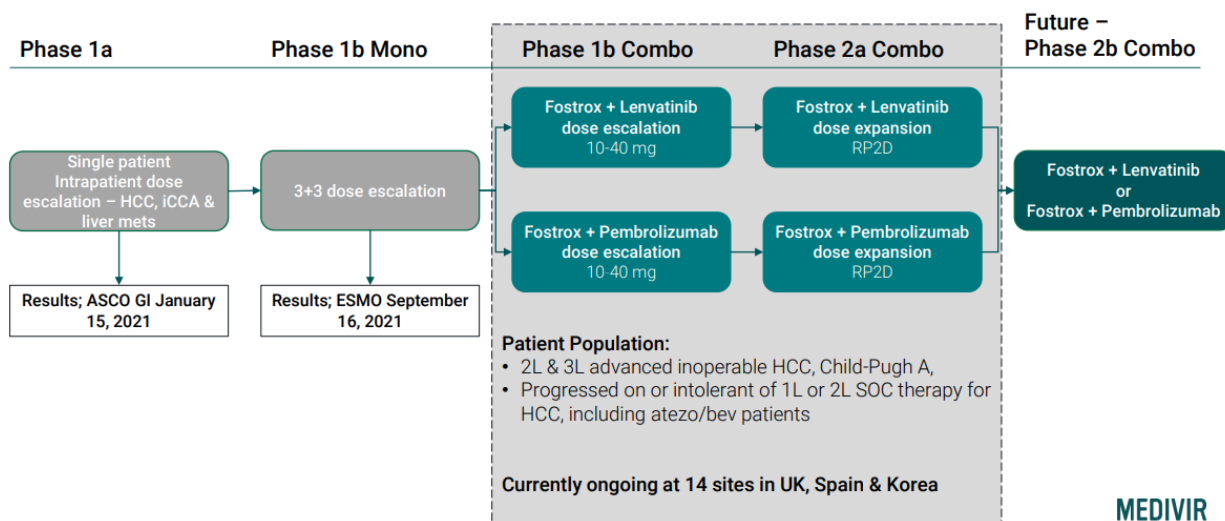 Phase 1a
Phase 1b Mono
Phase 1b Combo
Phase 2a Combo
Future –
Phase 2b Combo
Single patient
Intrapatient dose
escalation – HCC, iCCA &
liver mets
3+3 dose escalation
Fostrox + Lenvatinib
dose escalation
10-40 mg
Fostrox + Lenvatinib
dose expansion
RP2D
Fostrox + Pembrolizumab
dose escalation
10-40 mg
Fostrox + Pembrolizumab
dose expansion
RP2D
Fostrox + Lenvatinib
or
Fostrox + Pembrolizumab
Results; ASCO GI January
15, 2021
Results; ESMO September
16, 2021
Patient Population:
• 2L & 3L advanced inoperable HCC, Child-Pugh A,
• Progressed on or intolerant of 1L or 2L SOC therapy for
HCC, including atezo/bev patients
Currently ongoing at 14 sites in UK, Spain & Korea
MEDIVIR